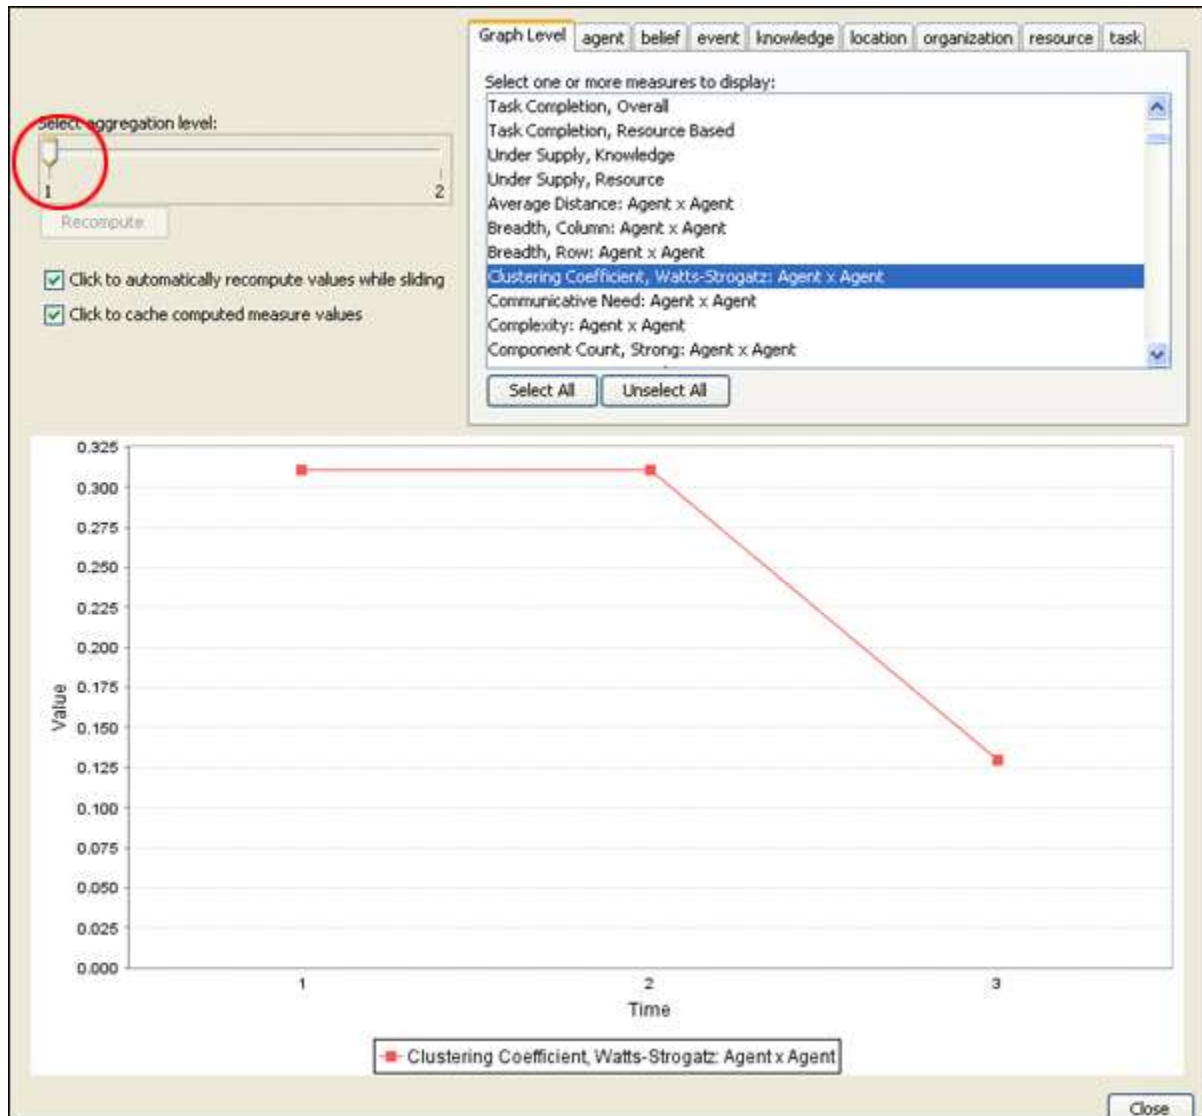 Graph Level agent belief event knowledge location organization resource task
Select one or more measures to display:
Task Completion, Overall
Task Completion, Resource Based
Under Supply, Knowledge
Under Supply, Resource
Average Distance: Agent x Agent
Breadth, Column: Agent x Agent
Breadth, Row: Agent x Agent
Clustering Coefficient, Watts-Strogatz: Agent x Agent
Communicative Need: Agent x Agent
Complexity: Agent x Agent
Component Count, Strong: Agent x Agent
Select All Unselect All
Select aggregation level:
1 2
Recompute
Click to automatically recompute values while sliding
Click to cache computed measure values
0.325
0.300
0.275
0.250
0.225
0.200
0.175
0.150
0.125
0.100
0.075
0.050
0.025
0.000
Value
1 2 3
Time
Clustering Coefficient, Watts-Strogatz: Agent x Agent
Close